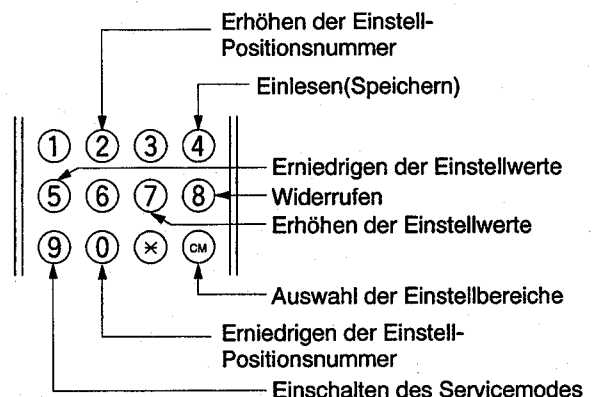 Erhöhen der Einstell-
Positionsnummer
Einlesen(Speichern)
1 2 3 4
Erniedrigen der Einstellwerte
5 6 7 8
Widerrufen
Erhöhen der Einstellwerte
9 0 ✳ CM
Auswahl der Einstellbereiche
Erniedrigen der Einstell-
Positionsnummer
Einschalten des Servicemodes